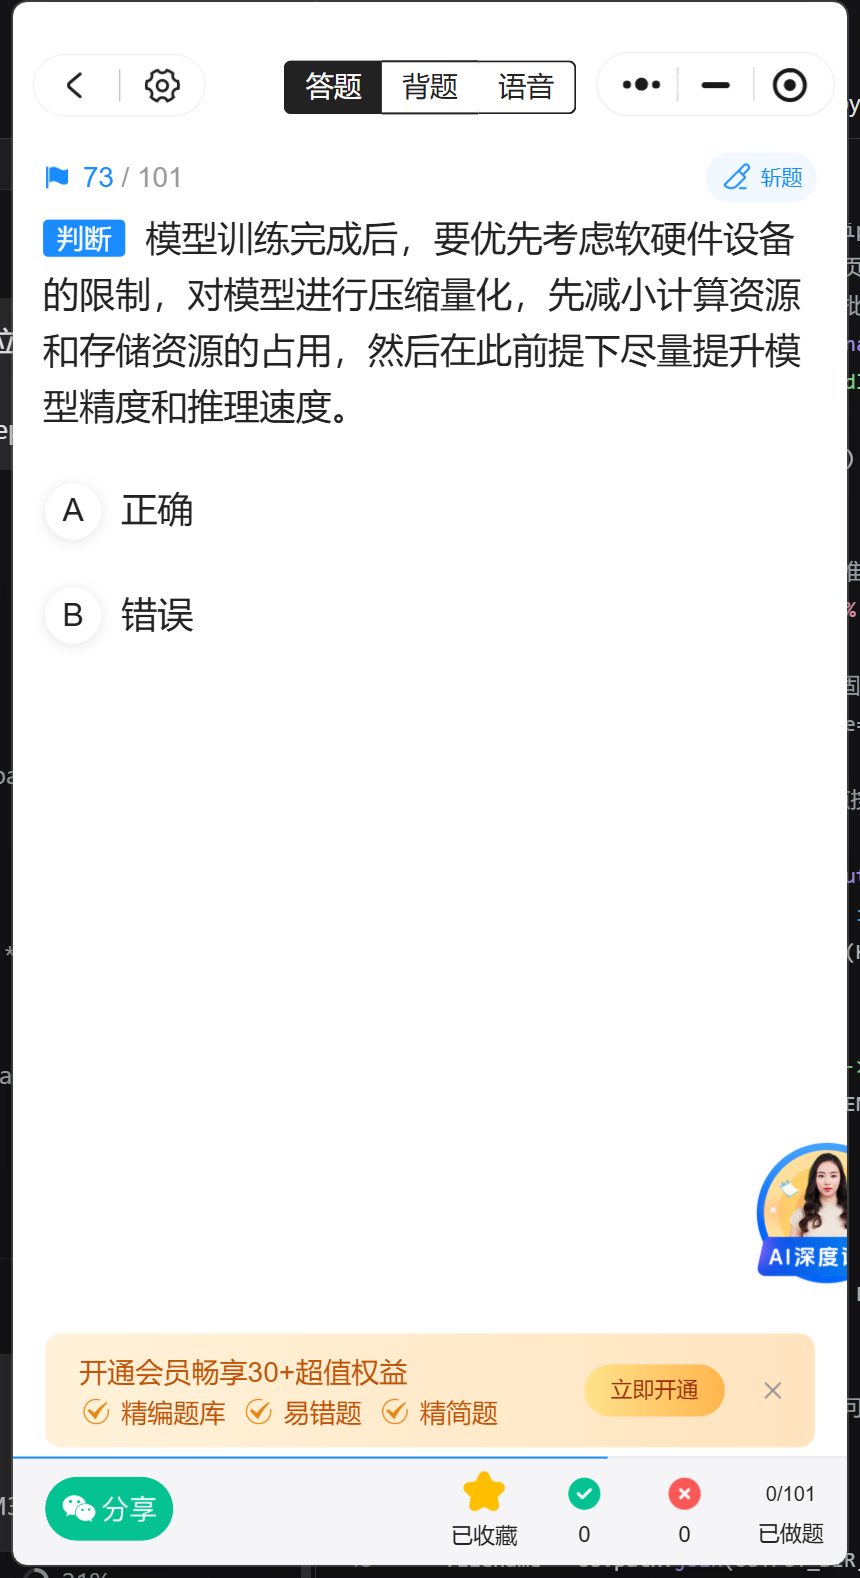 答题 背题 语音
73 / 101 斩题
判断 模型训练完成后，要优先考虑软硬件设备
的限制，对模型进行压缩量化，先减小计算资源
和存储资源的占用，然后在此前提下尽量提升模
型精度和推理速度。
A 正确
B 错误
AI深度
开通会员畅享30+超值权益
精编题库 易错题 精简题
立即开通
分享
已收藏
0
0
0/101
已做题